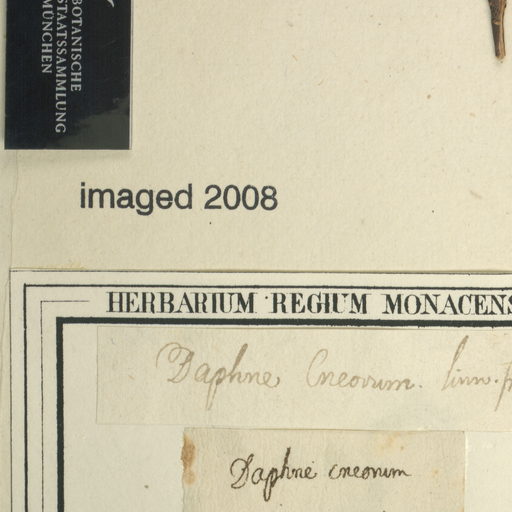 BOTANISCHE
STAATSSAMMLUNG
MÜNCHEN
imaged 2008
HERBARIUM REGIUM MONACENS
Daphne Cneorum. linn.
Daphne cneorum